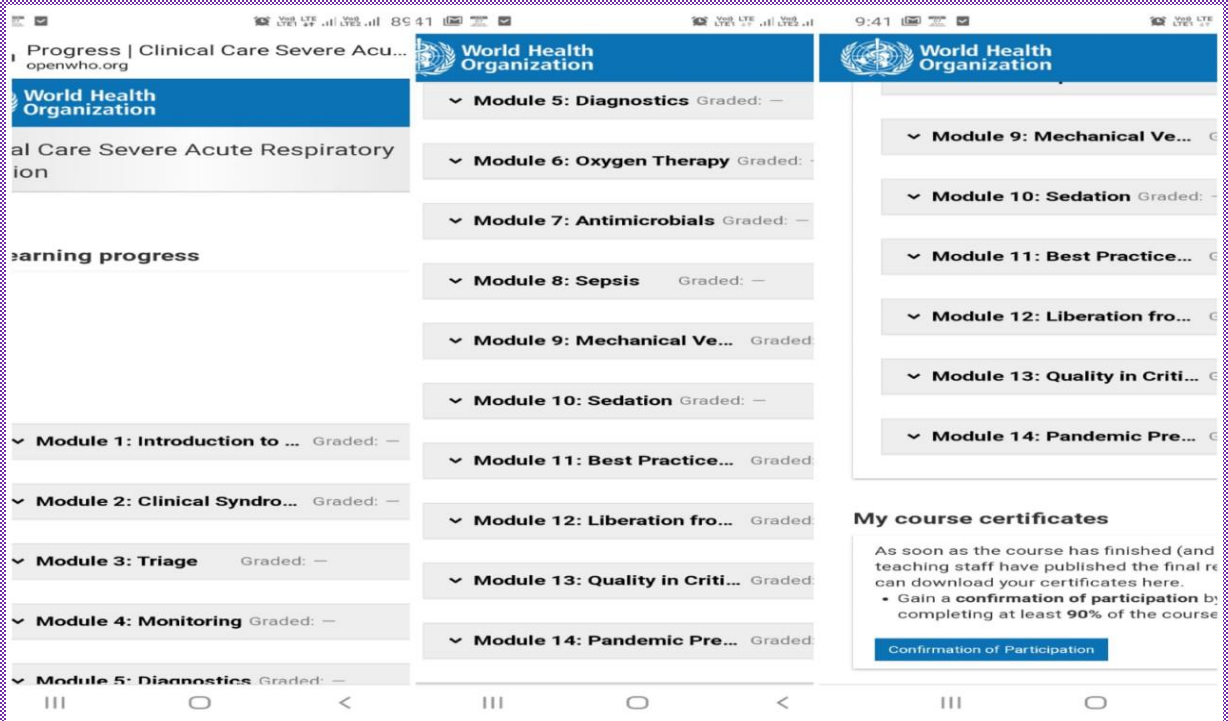 Progress | Clinical Care Severe Acu...
openwho.org
World Health
Organization
al Care Severe Acute Respiratory
ion
earning progress
Module 1: Introduction to ... Graded: —
Module 2: Clinical Syndro... Graded: —
Module 3: Triage Graded: —
Module 4: Monitoring Graded: —
Module 5: Diagnostics Graded: —
41
World Health
Organization
Module 5: Diagnostics Graded: —
Module 6: Oxygen Therapy Graded:
Module 7: Antimicrobials Graded: —
Module 8: Sepsis Graded: —
Module 9: Mechanical Ve... Graded:
Module 10: Sedation Graded: —
Module 11: Best Practice... Graded:
Module 12: Liberation fro... Graded:
Module 13: Quality in Criti... Graded:
Module 14: Pandemic Pre... Graded:
9:41
World Health
Organization
Module 9: Mechanical Ve...
Module 10: Sedation Graded: -
Module 11: Best Practice...
Module 12: Liberation fro...
Module 13: Quality in Criti...
Module 14: Pandemic Pre...
My course certificates
As soon as the course has finished (and
teaching staff have published the final re
can download your certificates here.
• Gain a confirmation of participation by
completing at least 90% of the course
Confirmation of Participation